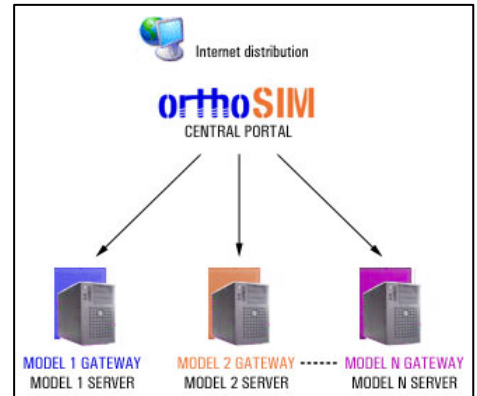 Internet distribution
orthoSIM
CENTRAL PORTAL
MODEL 1 GATEWAY MODEL 2 GATEWAY ------ MODEL N GATEWAY
MODEL 1 SERVER MODEL 2 SERVER MODEL N SERVER